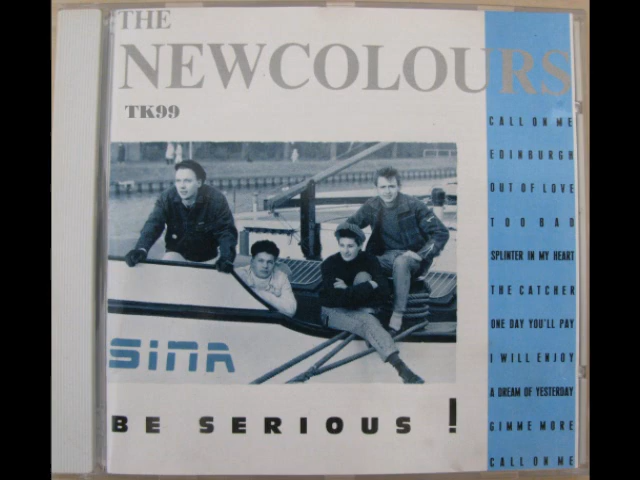 THE
NEWCOLOURS
TK99
CALL ON ME
EDINBURGH
OUT OF LOVE
TOO BAD
SPLINTER IN MY HEART
THE CATCHER
ONE DAY YOU'LL PAY
I WILL ENJOY
A DREAM OF YESTERDAY
GIMME MORE
CALL ON ME
SINA
BE SERIOUS!